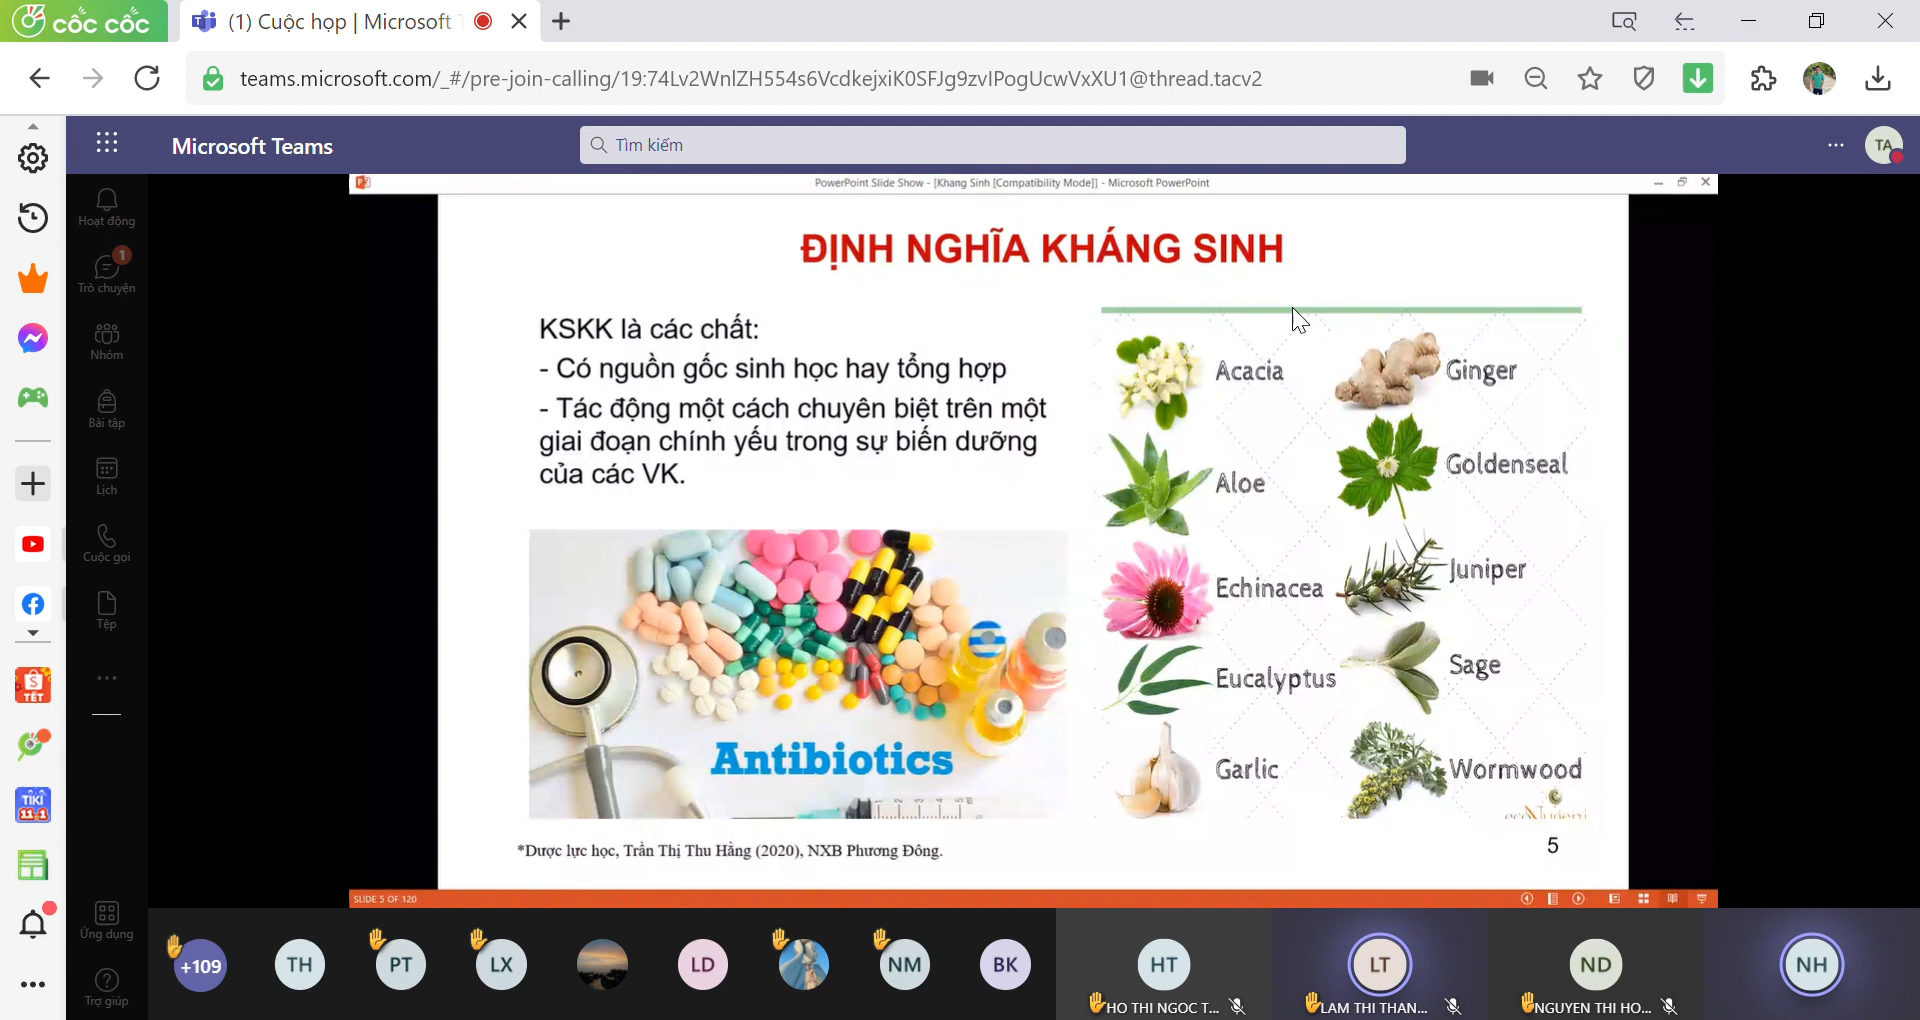 cốc cốc
(1) Cuộc họp | Microsoft
teams.microsoft.com/_#/pre-join-calling/19:74Lv2WnlZH554s6VcdkejxiK0SFJg9zvIPogUcwVxXU1@thread.tacv2
Microsoft Teams
Tìm kiếm
TA
PowerPoint Slide Show - [Khang Sinh [Compatibility Mode]] - Microsoft PowerPoint
Hoạt động
1
Trò chuyện
Nhóm
Bài tập
Lịch
Cuộc gọi
Tệp
Ứng dụng
Trợ giúp
TẾT
TIKI
11.1
ĐỊNH NGHĨA KHÁNG SINH
KSKK là các chất:
- Có nguồn gốc sinh học hay tổng hợp
- Tác động một cách chuyên biệt trên một
giai đoạn chính yếu trong sự biến dưỡng
của các VK.
Antibiotics
Acacia
Ginger
Aloe
Goldenseal
Echinacea
Juniper
Eucalyptus
Sage
Garlic
Wormwood
*Dược lực học, Trần Thị Thu Hằng (2020), NXB Phương Đông.
5
SLIDE 5 OF 120
+109
TH
PT
LX
LD
NM
BK
HT
HO THI NGOC T...
LT
LAM THI THAN...
ND
NGUYEN THI HO...
NH